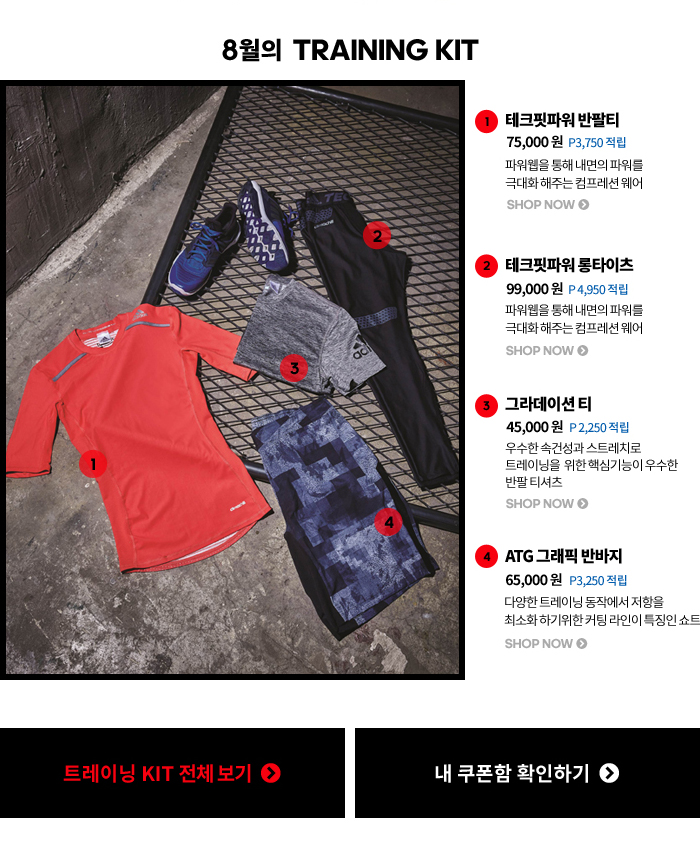 8월의 TRAINING KIT
1 테크핏파워 반팔티
75,000 원 P3,750 적립
파워웹을 통해 내면의 파워를
극대화 해주는 컴프레션 웨어
SHOP NOW
2 테크핏파워 롱타이츠
99,000 원 P 4,950 적립
파워웹을 통해 내면의 파워를
극대화 해주는 컴프레션 웨어
SHOP NOW
3 그라데이션 티
45,000 원 P 2,250 적립
우수한 속건성과 스트레치로
트레이닝을 위한 핵심기능이 우수한
반팔 티셔츠
SHOP NOW
4 ATG 그래픽 반바지
65,000 원 P3,250 적립
다양한 트레이닝 동작에서 저항을
최소화 하기위한 커팅 라인이 특징인 쇼트
SHOP NOW
2
3
1
4
트레이닝 KIT 전체 보기
내 쿠폰함 확인하기